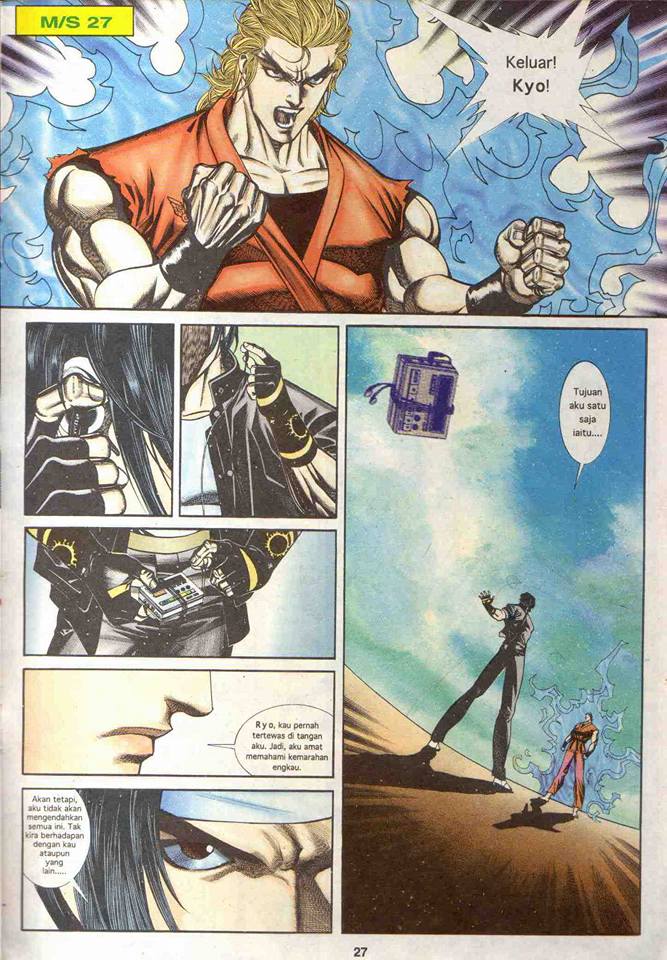 M/S 27
Keluar!
Kyo!
Ryo, kau pernah
tertewas di tangan
aku. Jadi, aku amat
memahami kemarahan
engkau.
Akan tetapi,
aku tidak akan
mengendahkan
semua ini. Tak
kira berhadapan
dengan kau
ataupun
yang
lain.....
Tujuan
aku satu
saja
iaitu....
27